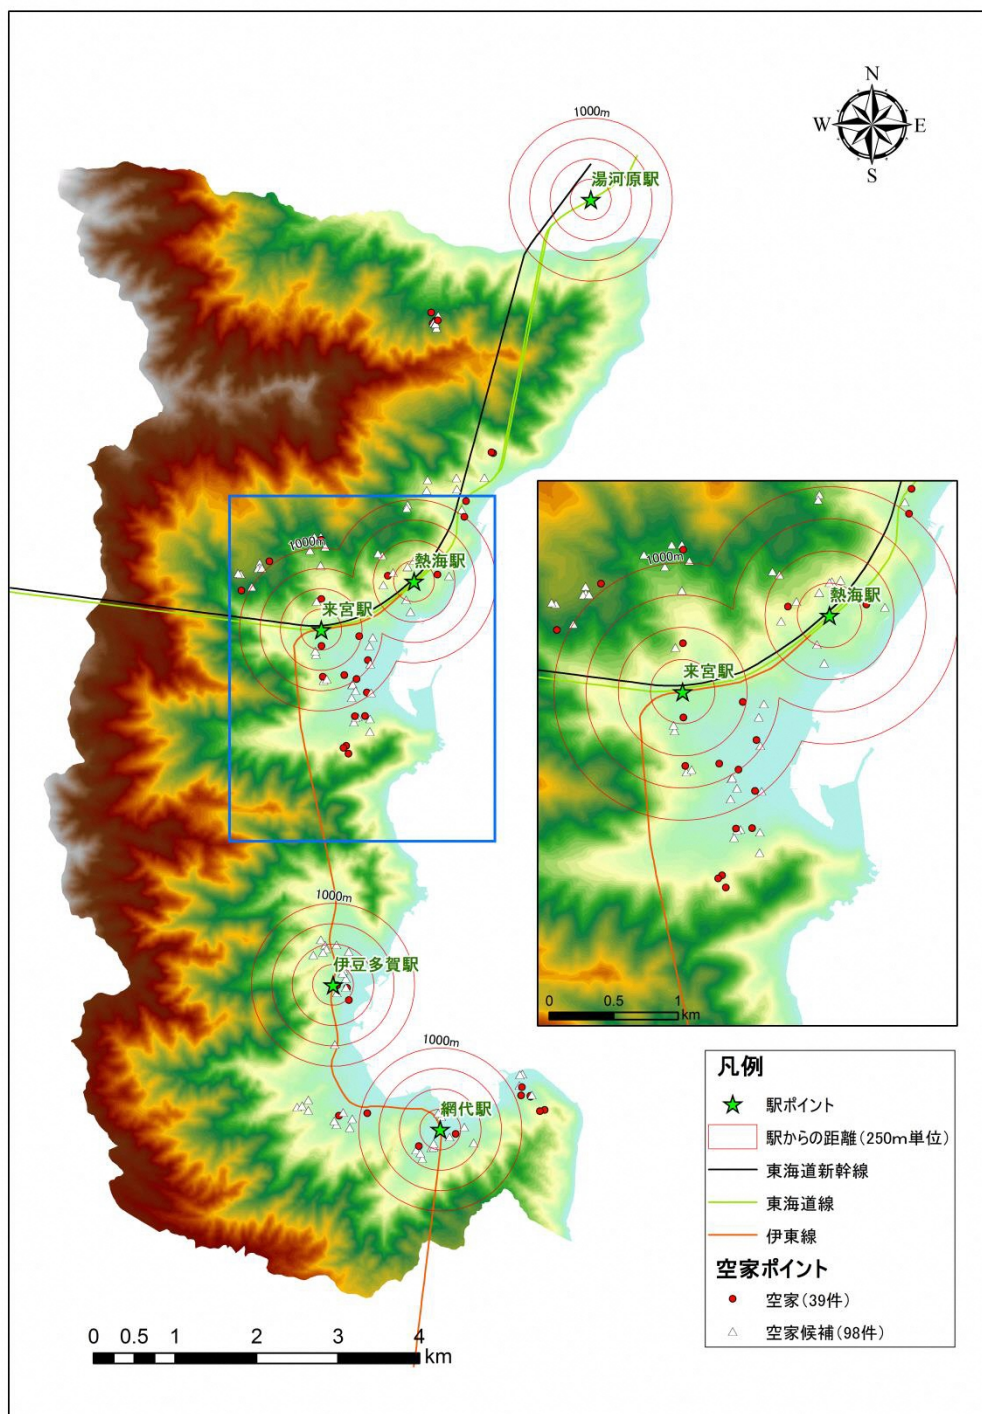 N
W
E
S
1000m
湯河原駅
1000m
熱海駅
来宮駅
1000m
熱海駅
来宮駅
0 0.5 1
km
1000m
伊豆多賀駅
1000m
網代駅
凡例
駅ポイント
駅からの距離(250m単位)
東海道新幹線
東海道線
伊東線
空家ポイント
空家(39件)
空家候補(98件)
0 0.5 1 2 3 4
km